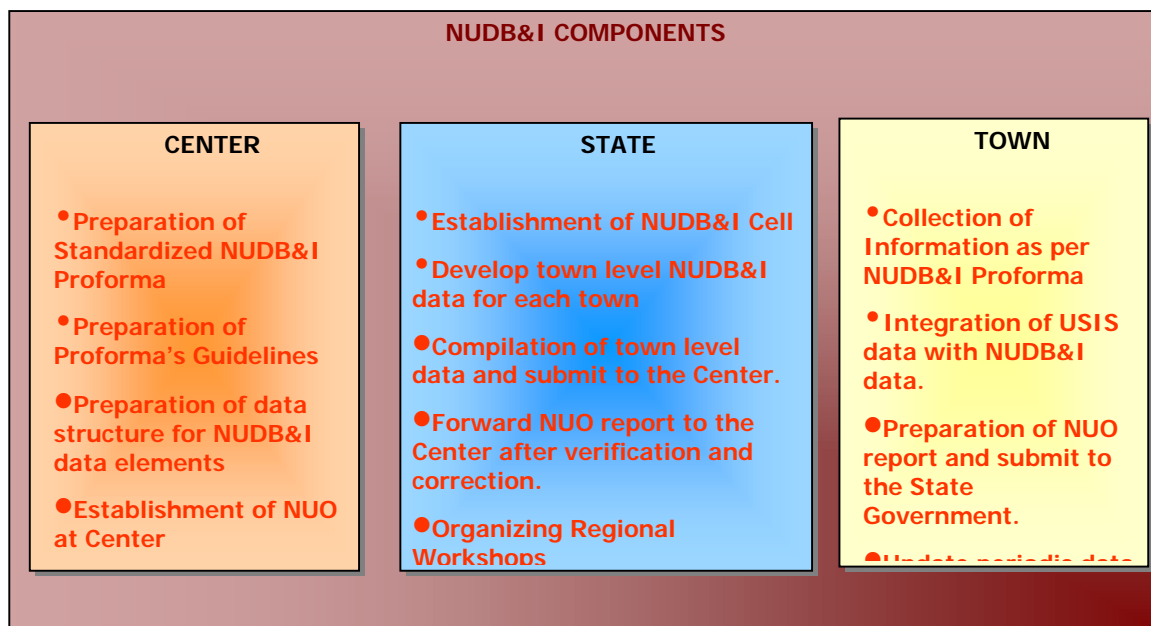 NUDB&I COMPONENTS
CENTER
•Preparation of
Standardized NUDB&I
Proforma
•Preparation of
Proforma's Guidelines
●Preparation of data
structure for NUDB&I
data elements
●Establishment of NUO
at Center
STATE
•Establishment of NUDB&I Cell
•Develop town level NUDB&I
data for each town
●Compilation of town level
data and submit to the Center.
●Forward NUO report to the
Center after verification and
correction.
●Organizing Regional
Workshops
TOWN
•Collection of
Information as per
NUDB&I Proforma
•Integration of USIS
data with NUDB&I
data.
●Preparation of NUO
report and submit to
the State
Government.
●Update periodic data